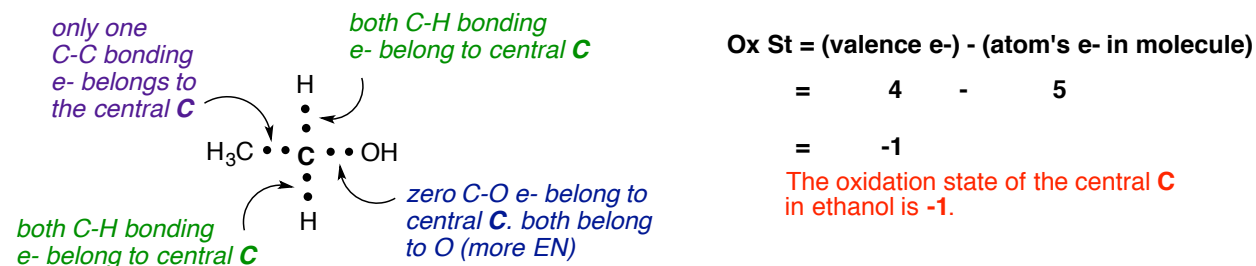 only one
C-C bonding
e- belongs to
the central C
both C-H bonding
e- belong to central C
H
H3C • • C • • OH
H
both C-H bonding
e- belong to central C
zero C-O e- belong to
central C. both belong
to O (more EN)
Ox St = (valence e-) - (atom's e- in molecule)
= 4 - 5
= -1
The oxidation state of the central C
in ethanol is -1.